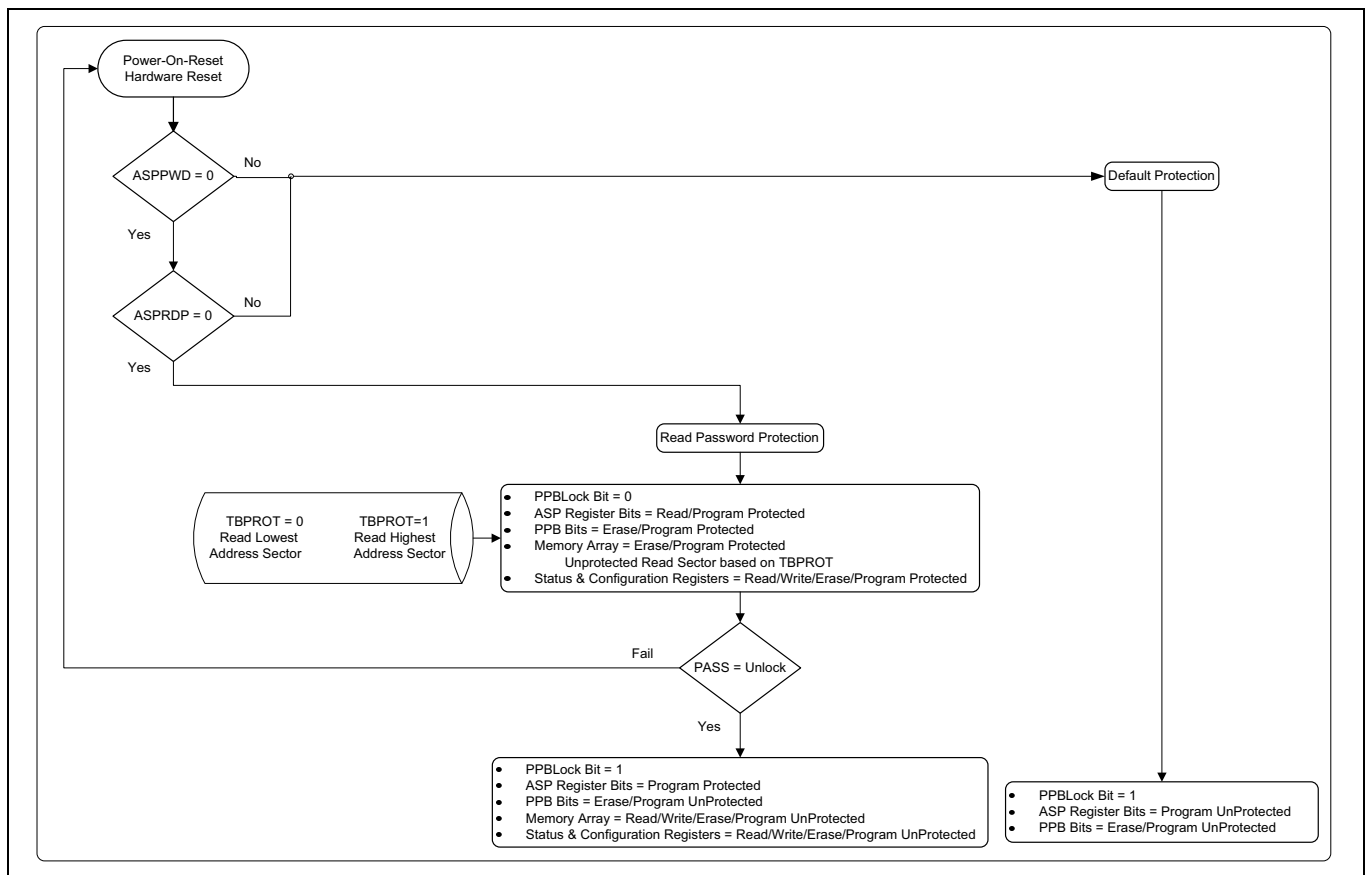 Power-On-Reset
Hardware Reset
No
ASPPWD = 0
Default Protection
Yes
No
ASPRDP = 0
Yes
Read Password Protection
TBPROT = 0
Read Lowest
Address Sector
TBPROT=1
Read Highest
Address Sector
• PPBLock Bit = 0
• ASP Register Bits = Read/Program Protected
• PPB Bits = Erase/Program Protected
• Memory Array = Erase/Program Protected
Unprotected Read Sector based on TBPROT
• Status & Configuration Registers = Read/Write/Erase/Program Protected
Fail
PASS = Unlock
Yes
• PPBLock Bit = 1
• ASP Register Bits = Program Protected
• PPB Bits = Erase/Program UnProtected
• Memory Array = Read/Write/Erase/Program UnProtected
• Status & Configuration Registers = Read/Write/Erase/Program UnProtected
• PPBLock Bit = 1
• ASP Register Bits = Program UnProtected
• PPB Bits = Erase/Program UnProtected